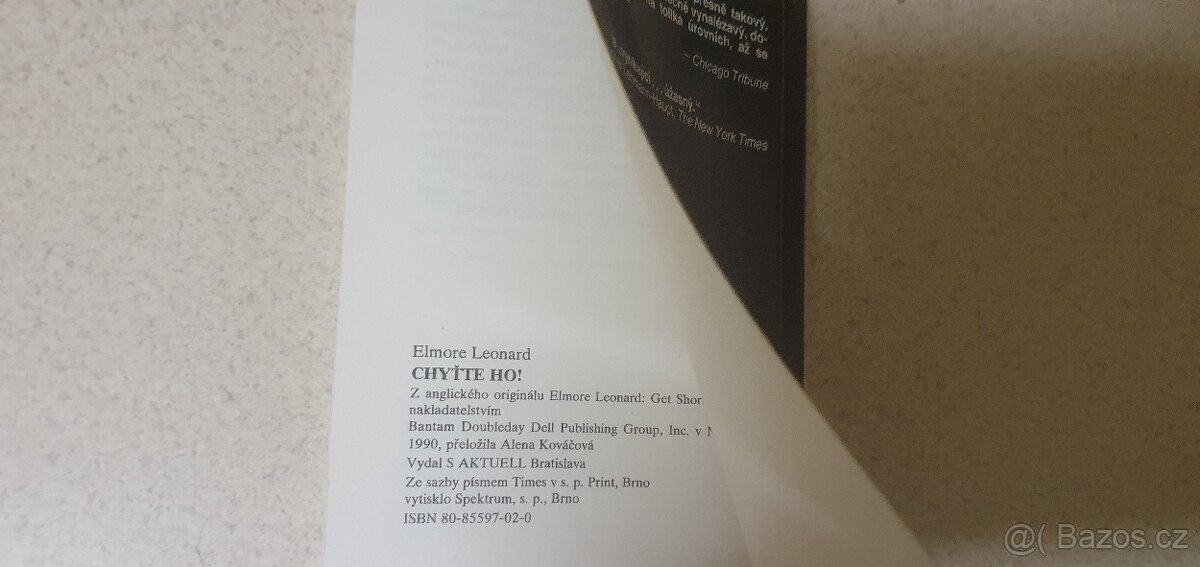 přesně takový,
vynalézavý, do-
na tolika úrovních, až se
– Chicago Tribune
... úžasný."
The New York Times
Elmore Leonard
CHYŤTE HO!
Z anglického originálu Elmore Leonard: Get Shor
nakladatelstvím
Bantam Doubleday Dell Publishing Group, Inc. v N
1990, přeložila Alena Kováčová
Vydal S AKTUELL Bratislava
Ze sazby písmem Times v s. p. Print, Brno
vytisklo Spektrum, s. p., Brno
ISBN 80-85597-02-0
@( Bazos.cz